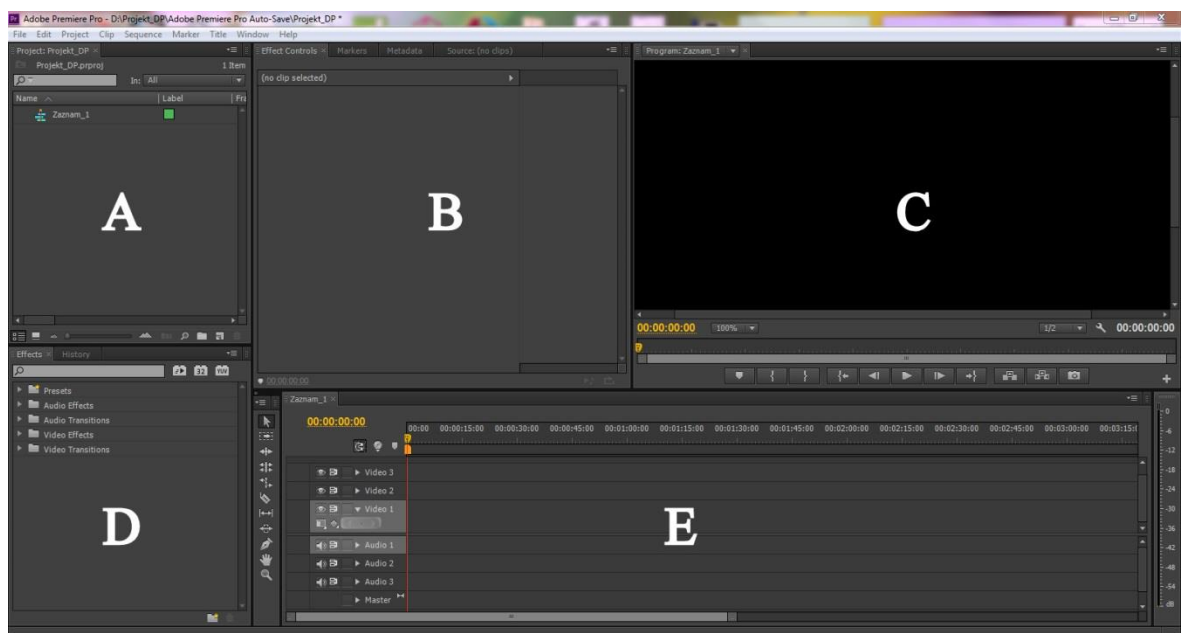 Adobe Premiere Pro - D:\Projekt_DP\Adobe Premiere Pro Auto-Save\Projekt_DP *
File Edit Project Clip Sequence Marker Title Window Help
Project: Projekt_DP
Projekt_DP.prproj 1 Item
In: All
Name Label Fra
Zaznam_1
A
Effect Controls Markers Metadata Source: (no clips)
(no clip selected)
B
00:00:00:00
Program: Zaznam_1
C
00:00:00:00 100% 1/2 00:00:00:00
Effects History
32 YUV
Presets
Audio Effects
Audio Transitions
Video Effects
Video Transitions
D
Zaznam_1
00:00:00:00
00:00 00:00:15:00 00:00:30:00 00:00:45:00 00:01:00:00 00:01:15:00 00:01:30:00 00:01:45:00 00:02:00:00 00:02:15:00 00:02:30:00 00:02:45:00 00:03:00:00 00:03:15:0
Video 3
Video 2
Video 1
E
Audio 1
Audio 2
Audio 3
Master
0
-6
-12
-18
-24
-30
-36
-42
-48
-54
dB